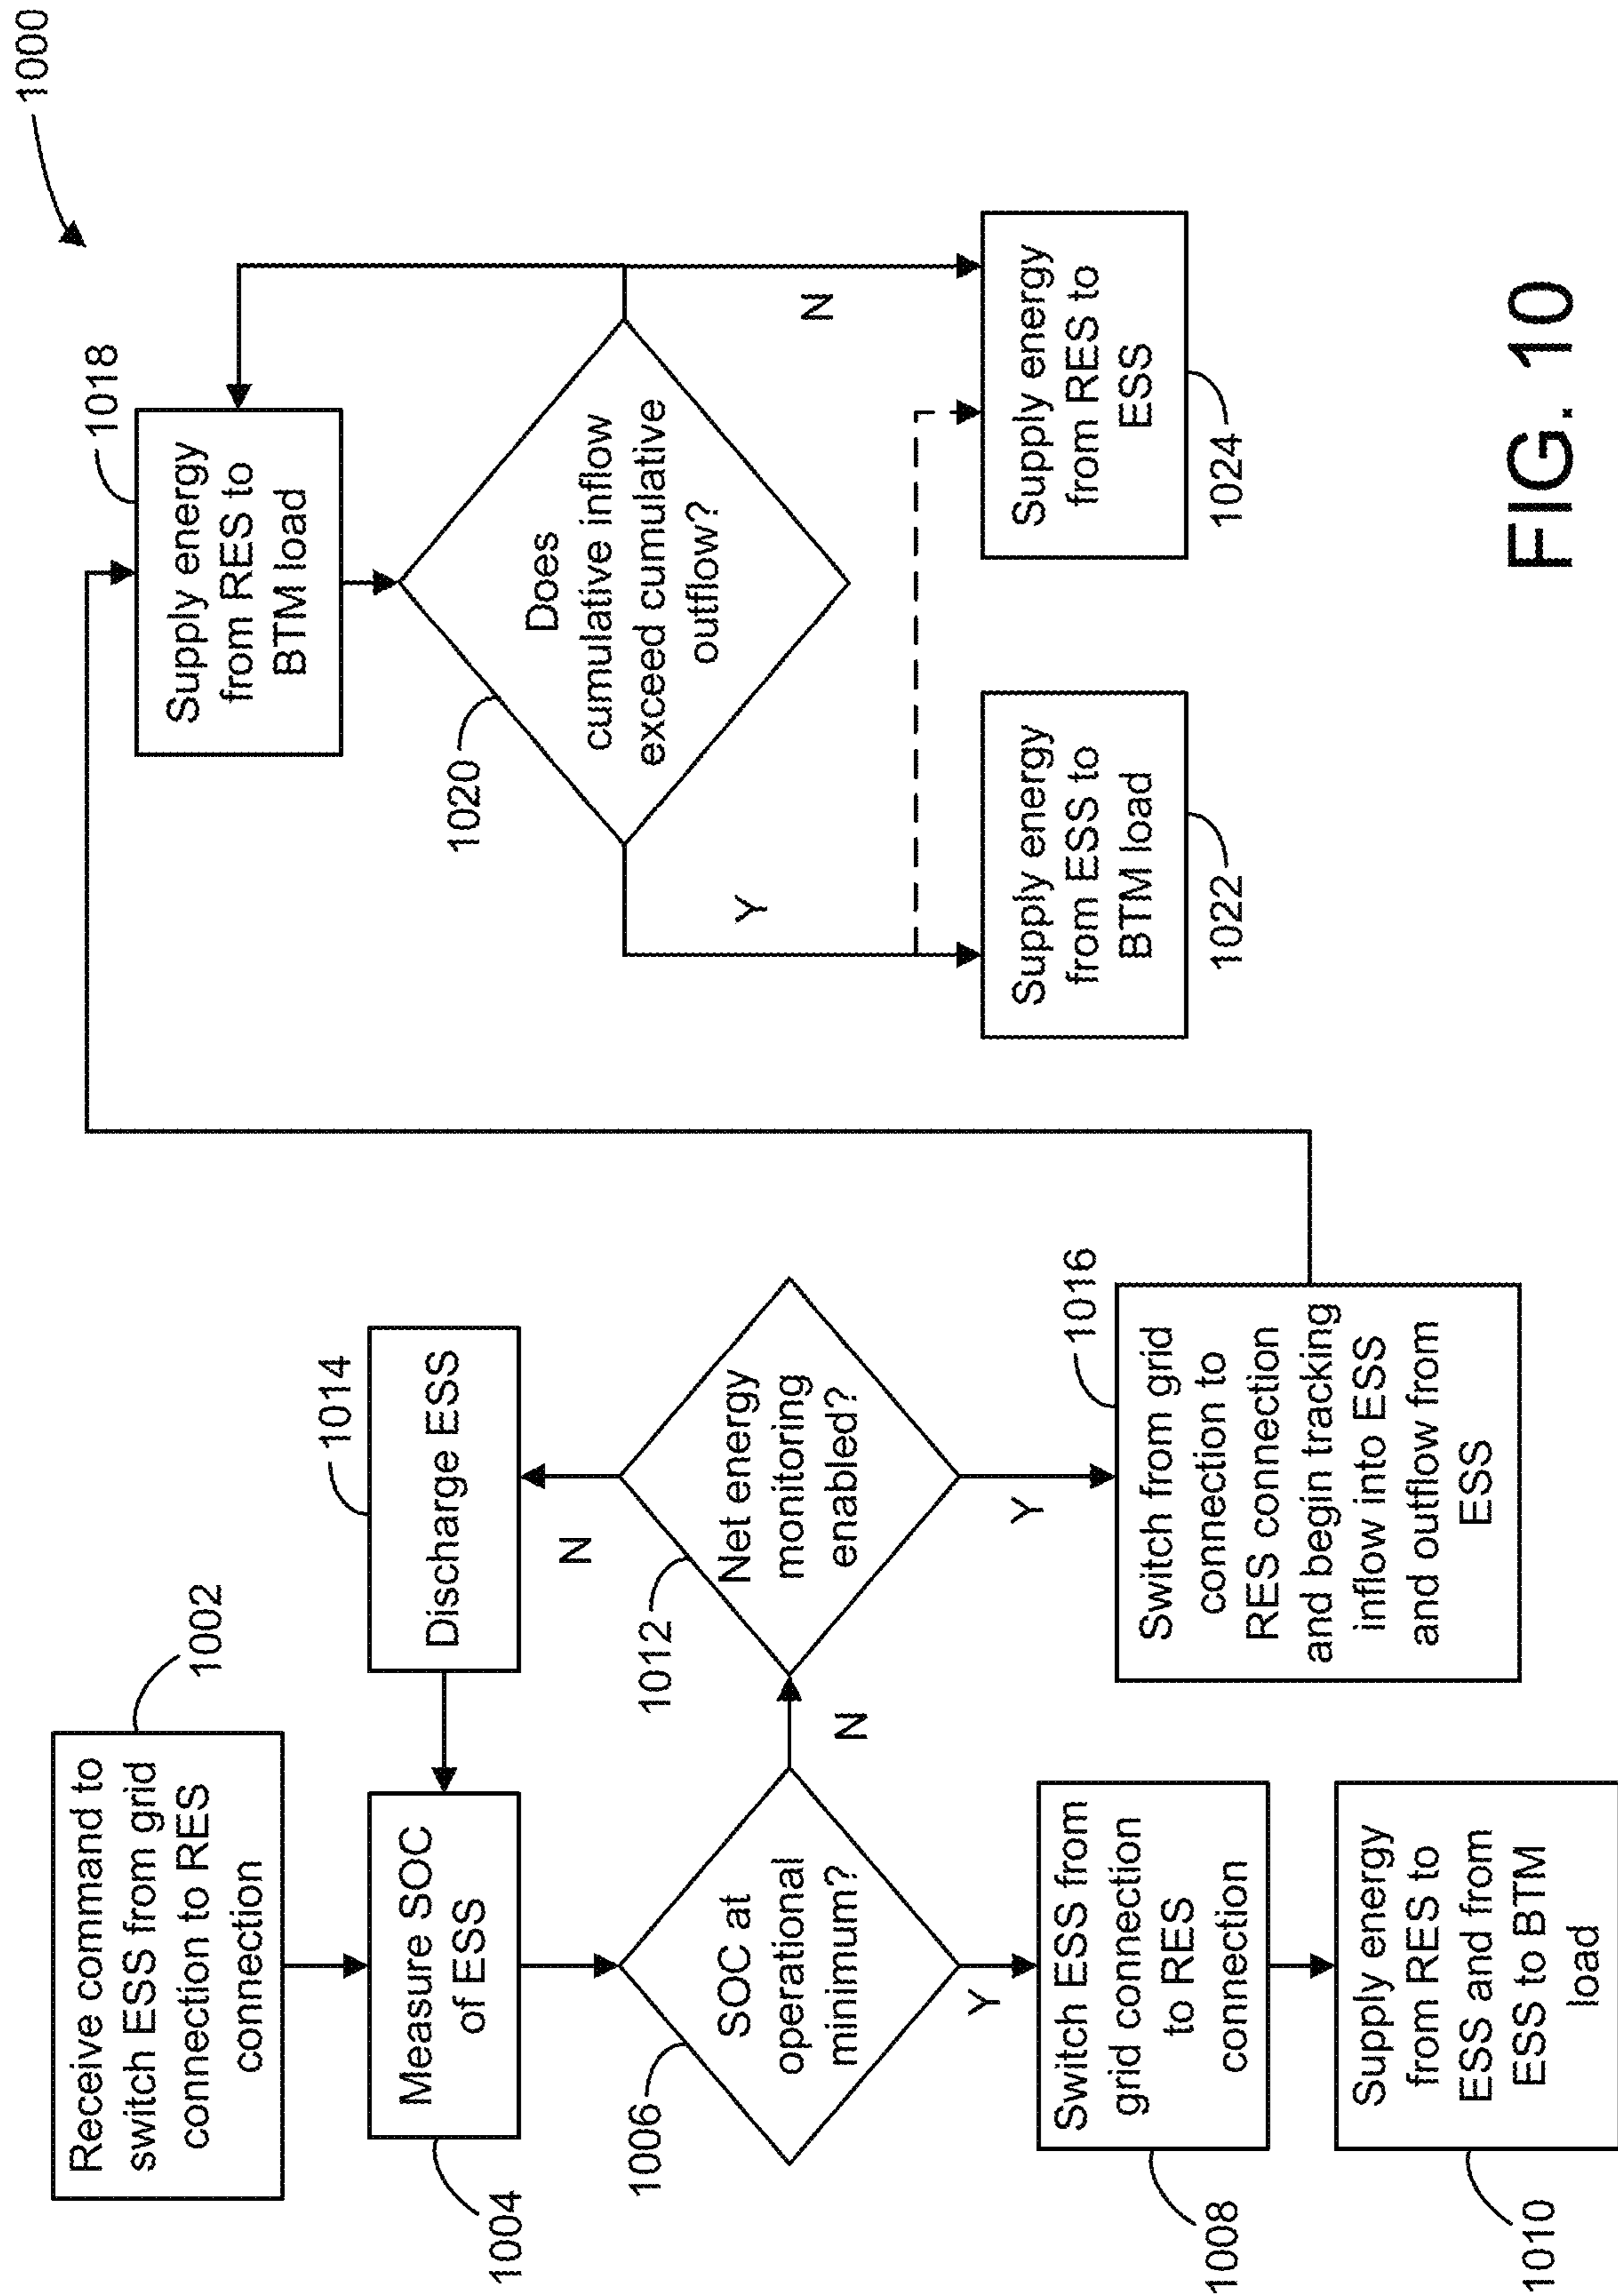 1000
Receive command to
switch ESS from grid
connection to RES
connection
1002
Measure SOC
of ESS
1004
SOC at
operational
minimum?
1006
Y
N
Switch ESS from
grid connection
to RES
connection
1008
Supply energy
from RES to
ESS and from
ESS to BTM
load
1010
Net energy
monitoring
enabled?
1012
N
Y
Discharge ESS
1014
Switch from grid
connection to
RES connection
and begin tracking
inflow into ESS
and outflow from
ESS
1016
Supply energy
from RES to
BTM load
1018
Does
cumulative inflow
exceed cumulative
outflow?
1020
Y
N
Supply energy
from ESS to
BTM load
1022
Supply energy
from RES to
ESS
1024
FIG. 10